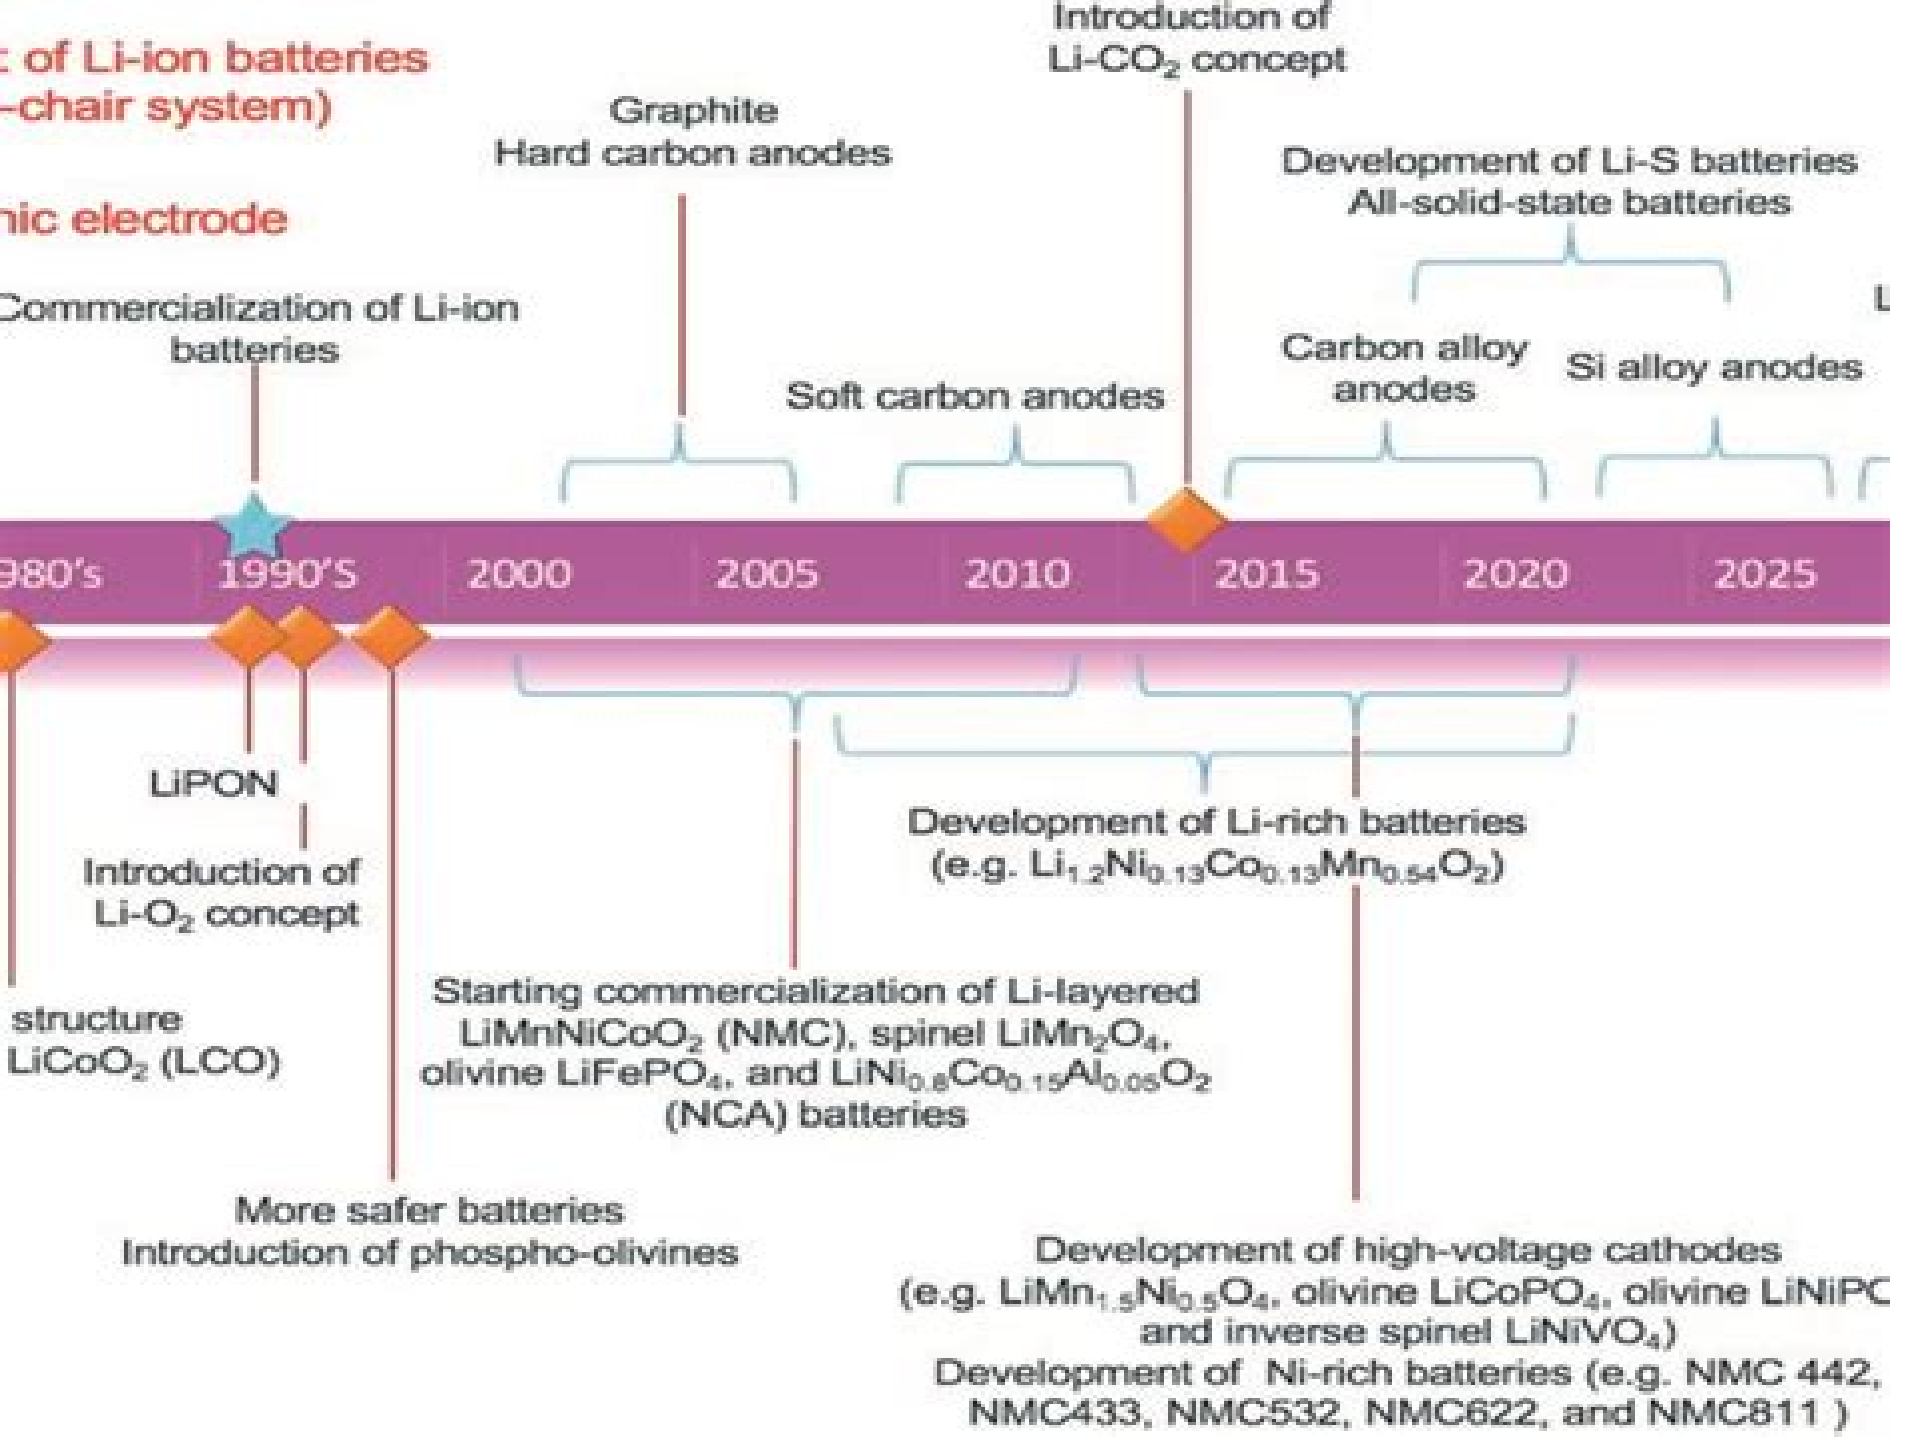 Introduction of
Li-CO₂ concept
t of Li-ion batteries
-chair system)
Graphite
Hard carbon anodes
Development of Li-S batteries
All-solid-state batteries
nic electrode
Commercialization of Li-ion
batteries
L
Carbon alloy
anodes
Si alloy anodes
Soft carbon anodes
980's 1990'S 2000 2005 2010 2015 2020 2025
LiPON
Introduction of
Li-O₂ concept
Development of Li-rich batteries
(e.g. Li₁.₂Ni₀.₁₃Co₀.₁₃Mn₀.₅₄O₂)
structure
LiCoO₂ (LCO)
Starting commercialization of Li-layered
LiMnNiCoO₂ (NMC), spinel LiMn₂O₄,
olivine LiFePO₄, and LiNi₀.₈Co₀.₁₅Al₀.₀₅O₂
(NCA) batteries
More safer batteries
Introduction of phospho-olivines
Development of high-voltage cathodes
(e.g. LiMn₁.₅Ni₀.₅O₄, olivine LiCoPO₄, olivine LiNiPO
and inverse spinel LiNiVO₄)
Development of Ni-rich batteries (e.g. NMC 442,
NMC433, NMC532, NMC622, and NMC811 )